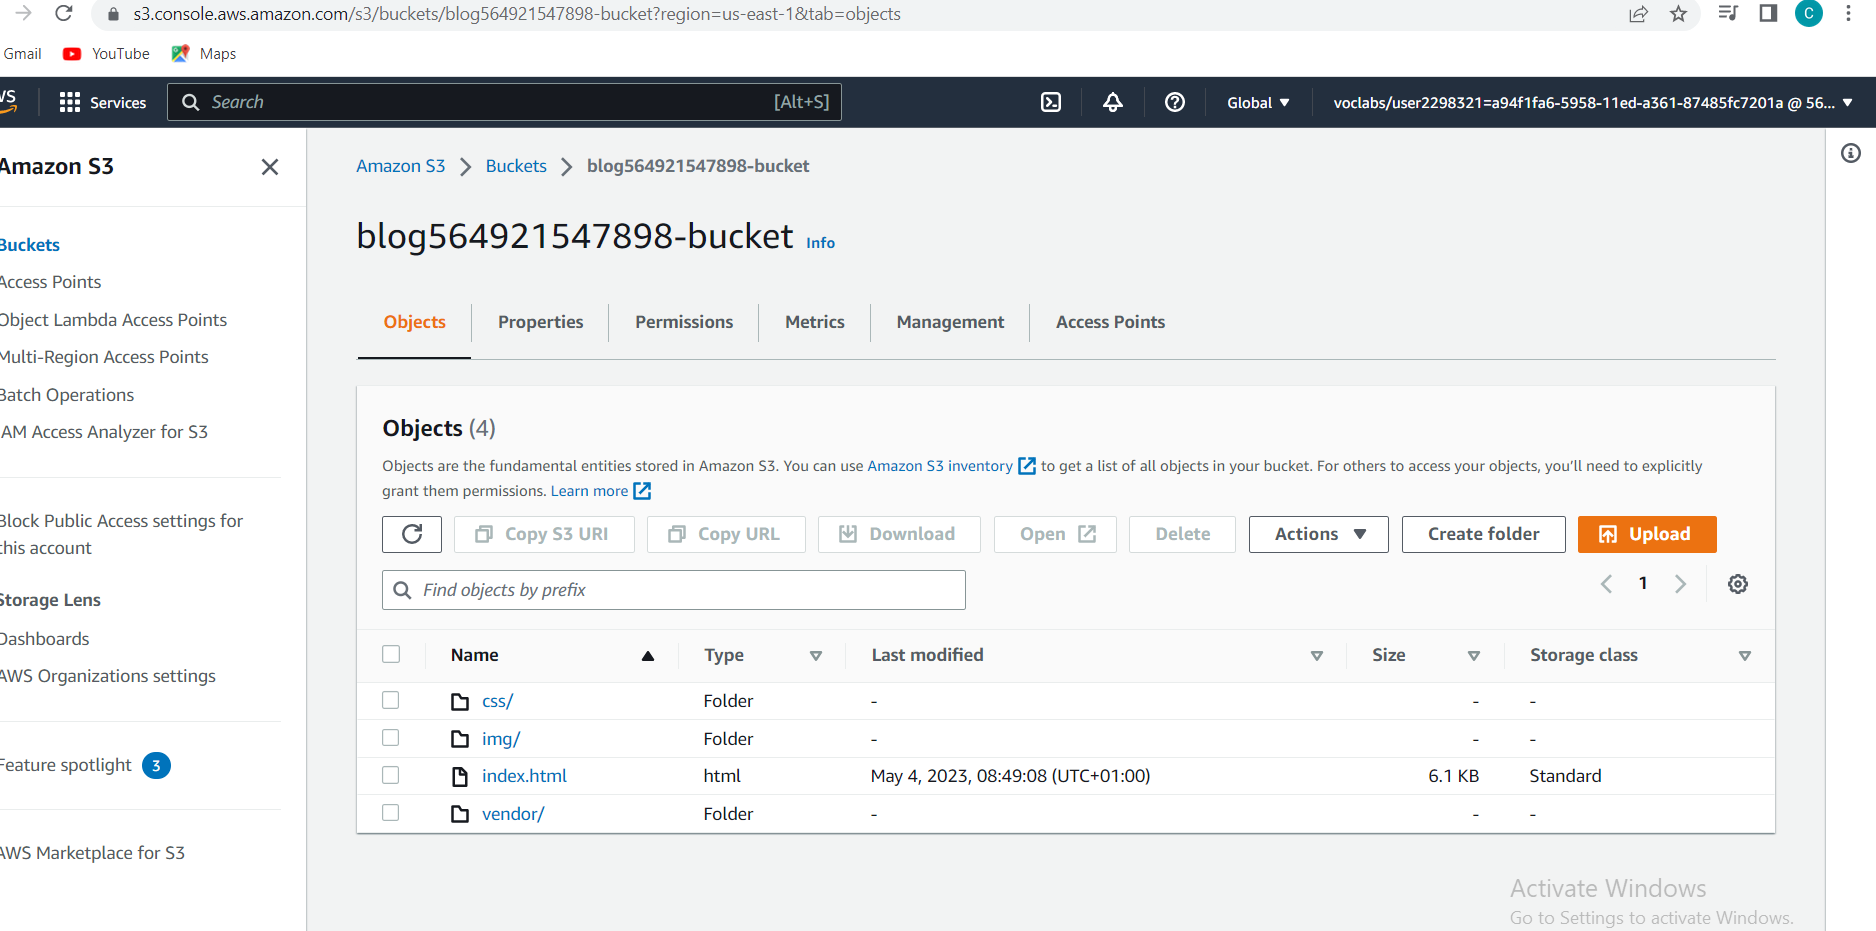 s3.console.aws.amazon.com/s3/buckets/blog564921547898-bucket?region=us-east-1&tab=objects
C
Gmail YouTube Maps
Services Search [Alt+S] Global voclabs/user2298321=a94f1fa6-5958-11ed-a361-87485fc7201a @ 56...
Amazon S3
Buckets
Access Points
Object Lambda Access Points
Multi-Region Access Points
Batch Operations
IAM Access Analyzer for S3
Block Public Access settings for
this account
Storage Lens
Dashboards
AWS Organizations settings
Feature spotlight 3
AWS Marketplace for S3
Amazon S3 Buckets blog564921547898-bucket
blog564921547898-bucket Info
Objects Properties Permissions Metrics Management Access Points
Objects (4)
Objects are the fundamental entities stored in Amazon S3. You can use Amazon S3 inventory to get a list of all objects in your bucket. For others to access your objects, you'll need to explicitly
grant them permissions. Learn more
Copy S3 URI Copy URL Download Open Delete Actions Create folder Upload
Find objects by prefix 1
Name Type Last modified Size Storage class
css/ Folder - - -
img/ Folder - - -
index.html html May 4, 2023, 08:49:08 (UTC+01:00) 6.1 KB Standard
vendor/ Folder - - -
Activate Windows
Go to Settings to activate Windows.